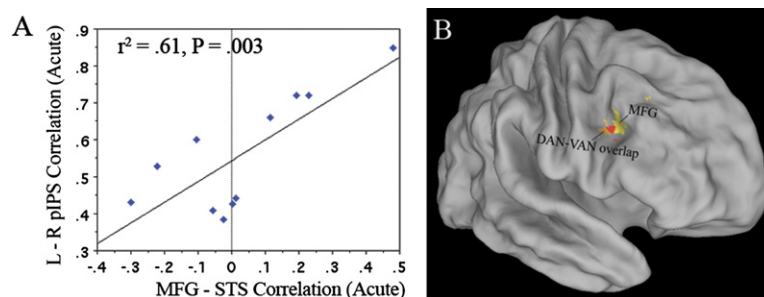 A
r² = .61, P = .003
L - R pIPS Correlation (Acute)
.9
.8
.7
.6
.5
.4
.3
-.4 -.3 -.2 -.1 0 .1 .2 .3 .4 .5
MFG - STS Correlation (Acute)
B
MFG
DAN-VAN overlap